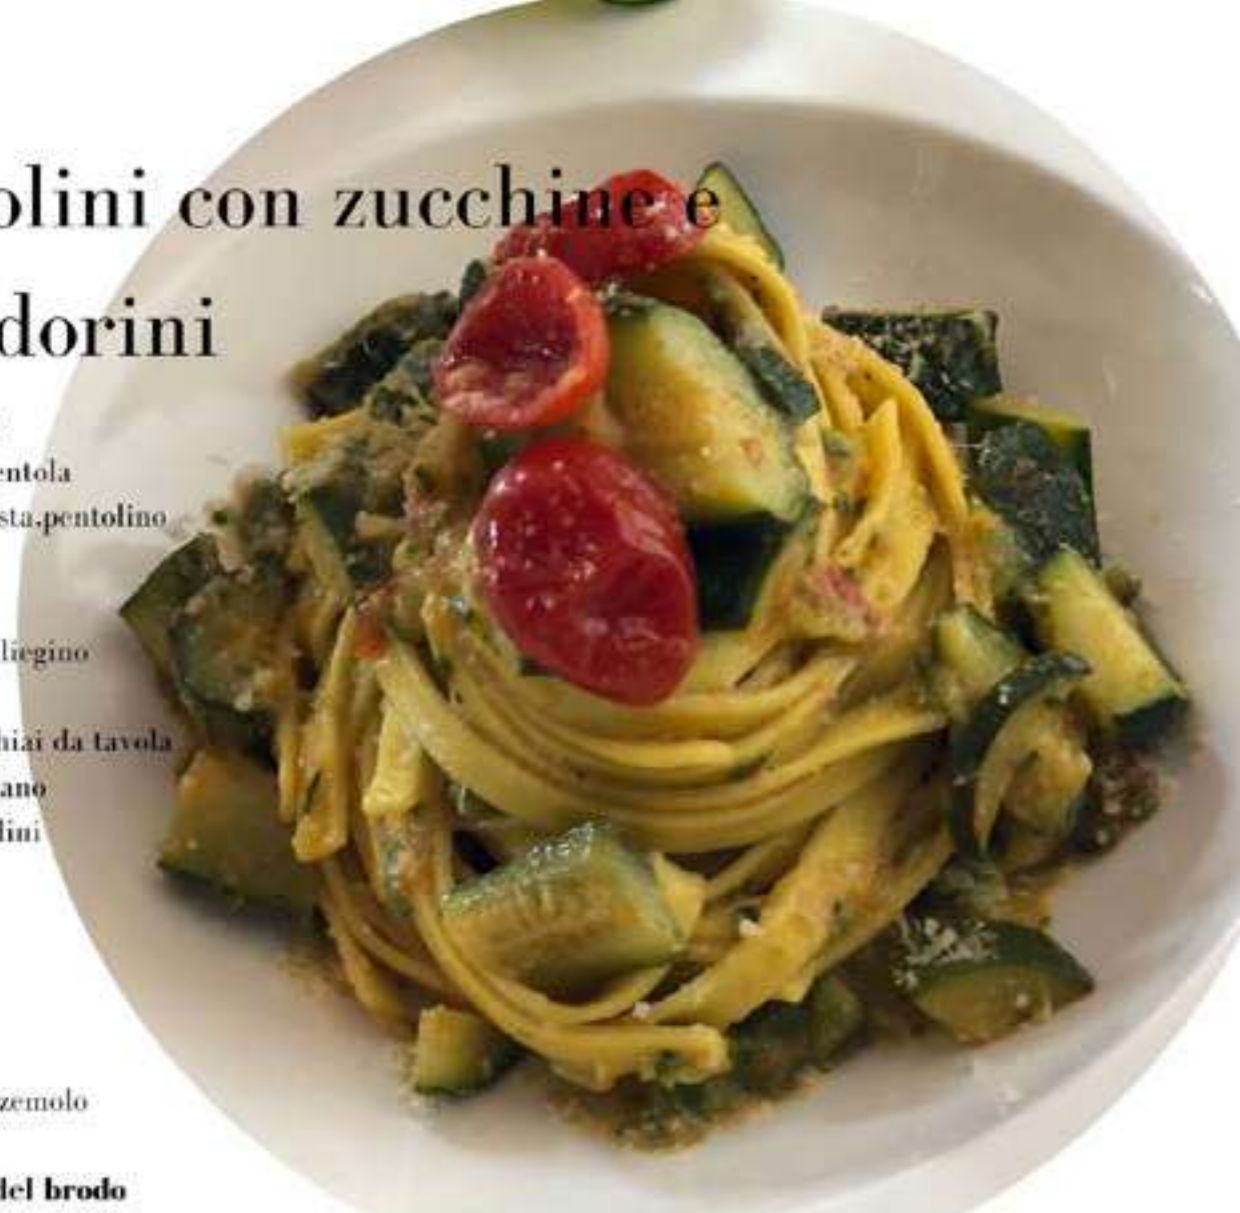 olini con zucchine e
dorini
entola
sta,pentolino
liegino
hiai da tavola
ano
lini
zemolo
del brodo